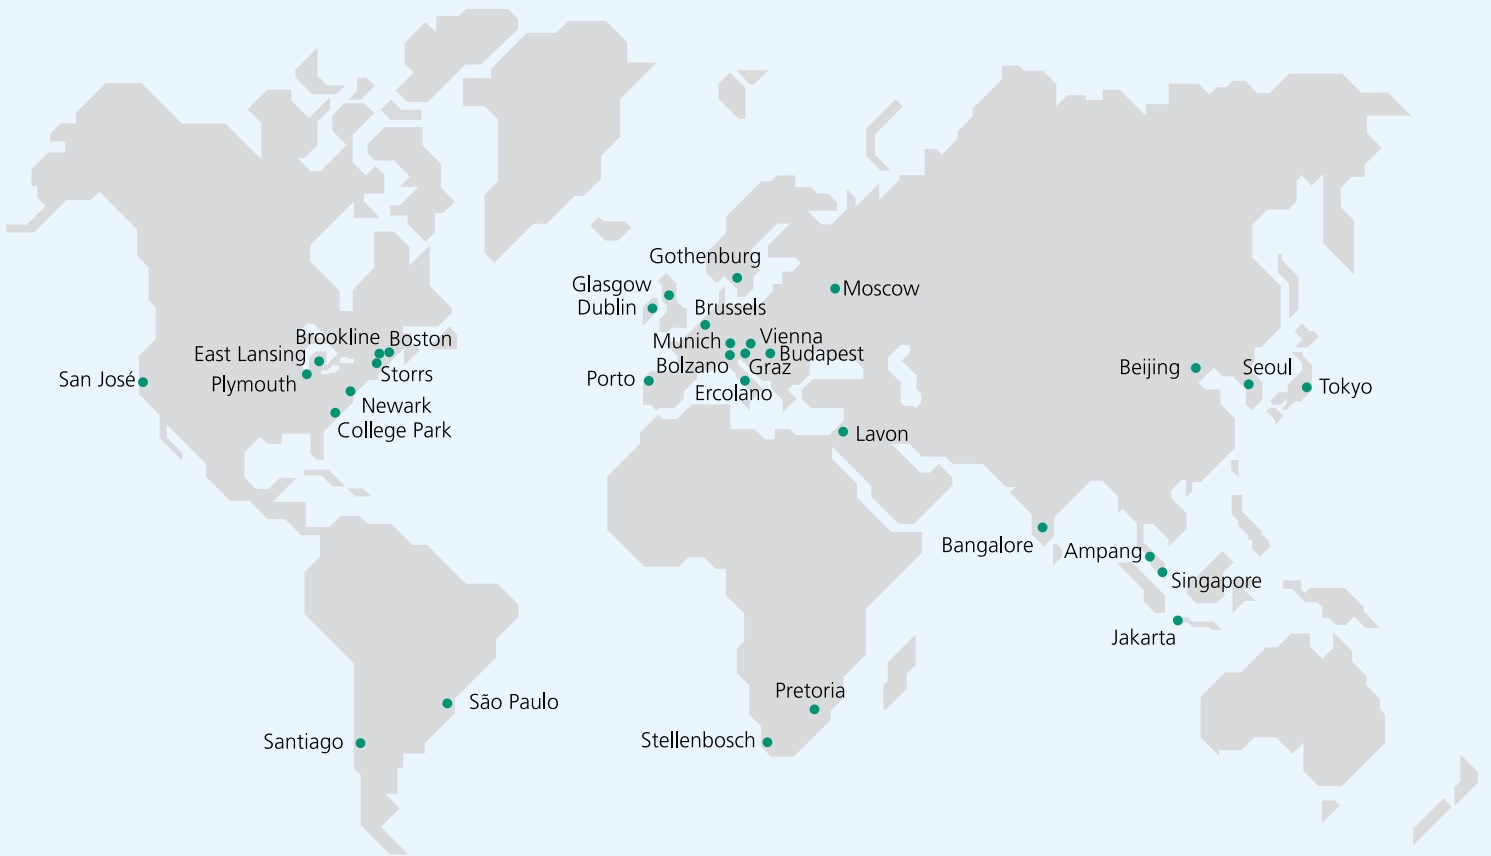 Gothenburg
Glasgow
Moscow
Dublin
Brussels
Brookline
Boston
Munich
Vienna
East Lansing
Budapest
Bolzano
Graz
Storrs
San José
Plymouth
Porto
Ercolano
Beijing
Seoul
Tokyo
Newark
College Park
Lavon
Bangalore
Ampang
Singapore
Jakarta
Pretoria
São Paulo
Santiago
Stellenbosch